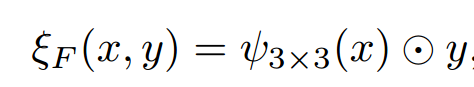 ξ_F(x, y) = ψ_{3×3}(x) ⊙ y,